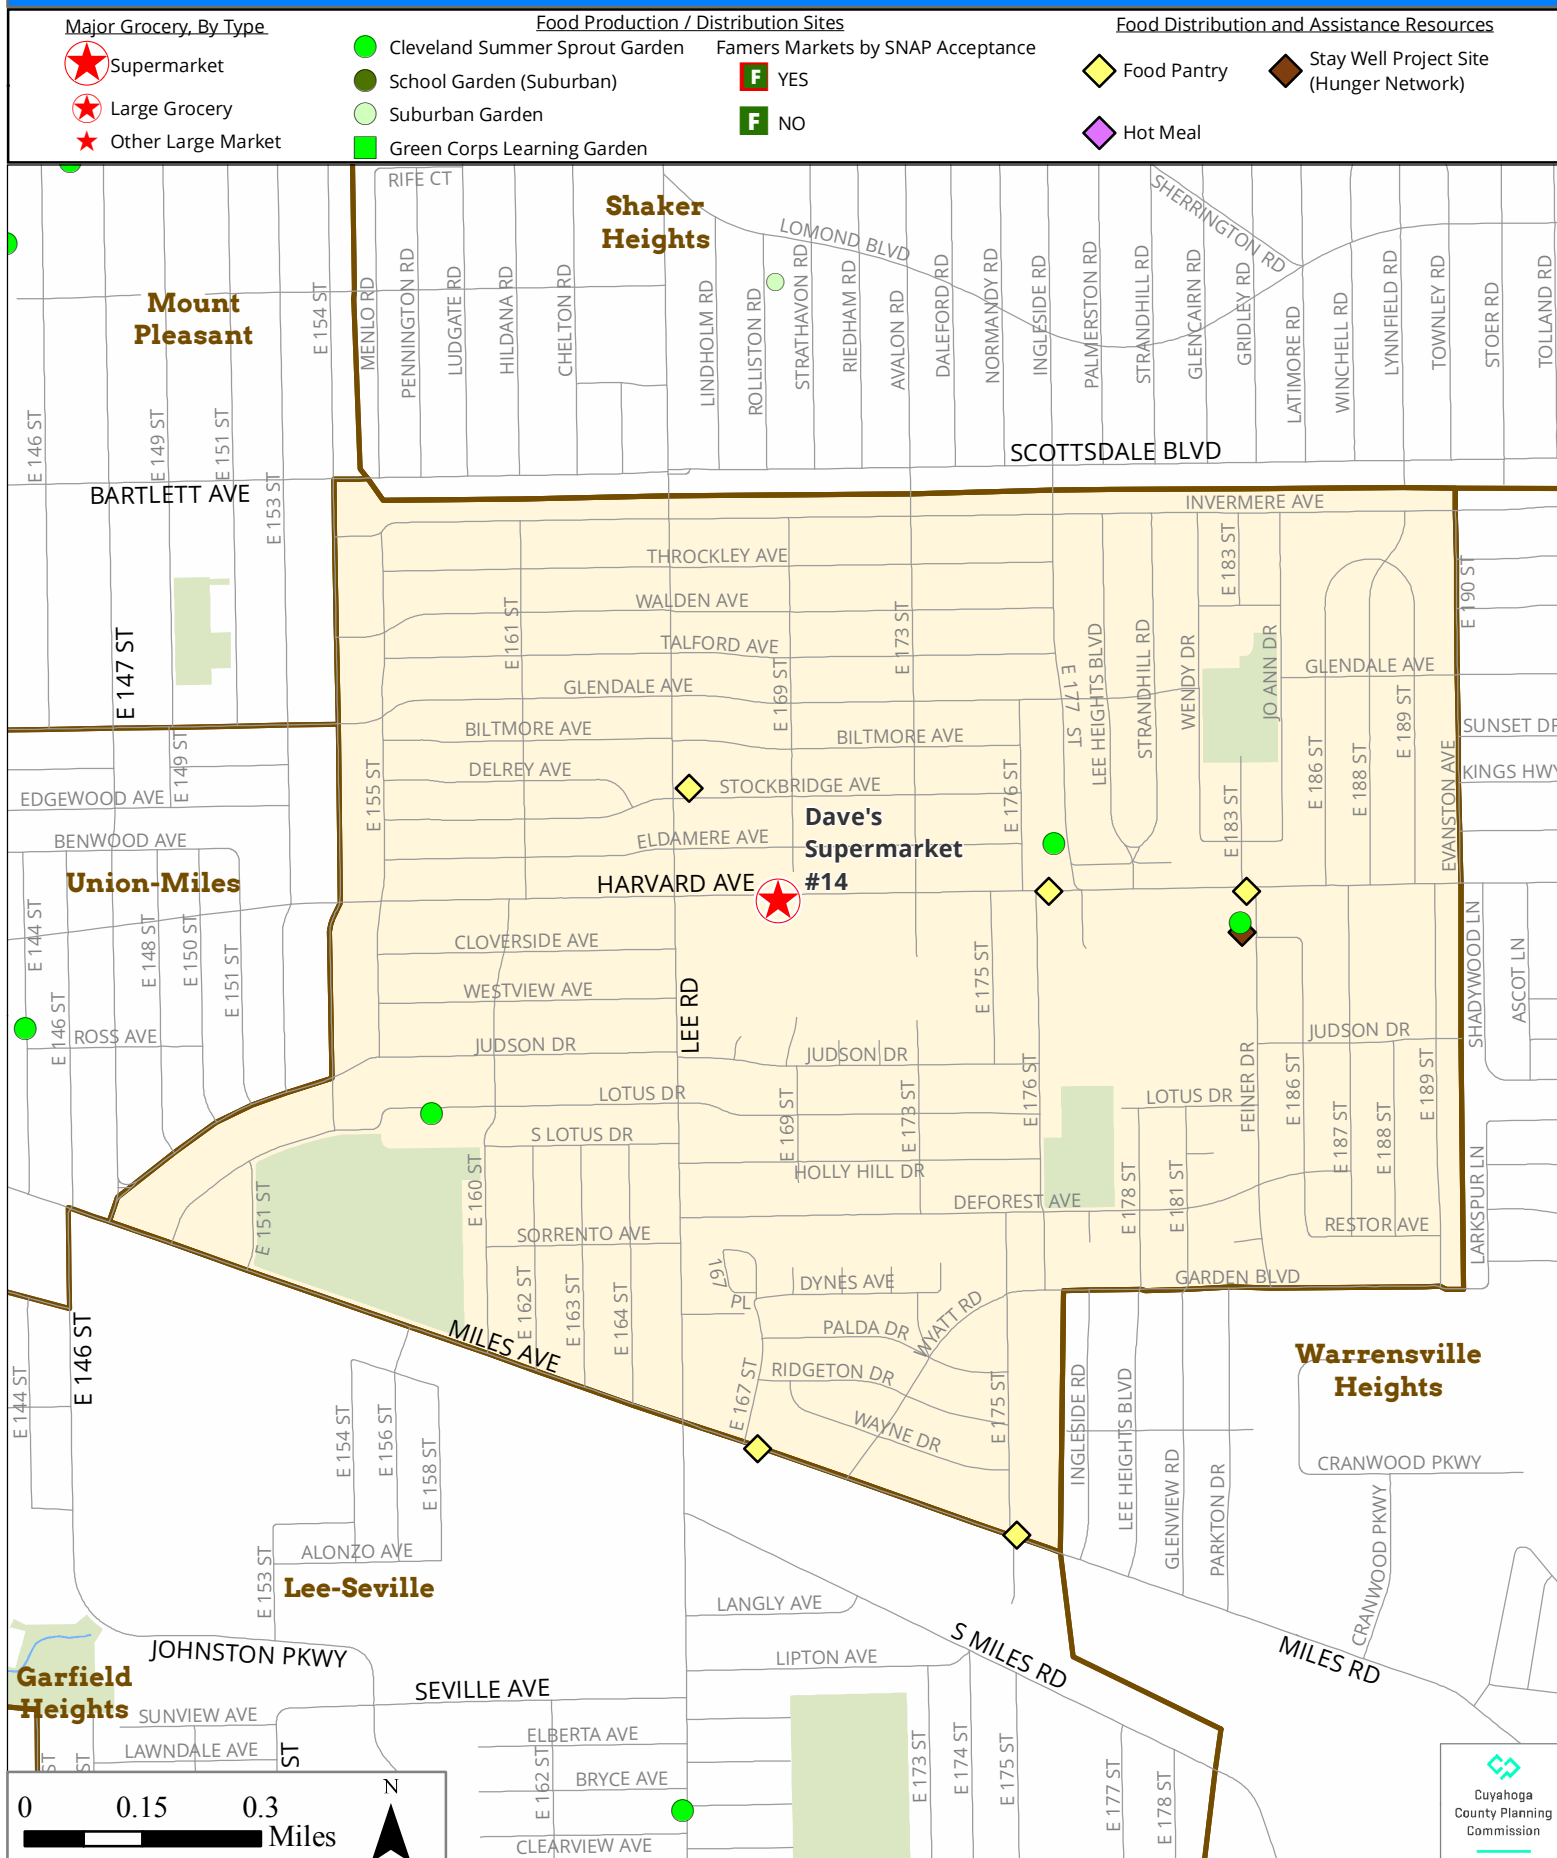 Major Grocery, By Type
Supermarket
Large Grocery
Other Large Market
Food Production / Distribution Sites
Cleveland Summer Sprout Garden
School Garden (Suburban)
Suburban Garden
Green Corps Learning Garden
Famers Markets by SNAP Acceptance
F YES
F NO
Food Distribution and Assistance Resources
Food Pantry
Hot Meal
Stay Well Project Site
(Hunger Network)
RIFE CT
Shaker
Heights
LOMOND BLVD
SHERRINGTON RD
Mount
Pleasant
E 154 ST
MENLO RD
PENNINGTON RD
LUDGATE RD
HILDANA RD
CHELTON RD
LINDHOLM RD
ROLLISTON RD
STRATHAVON RD
RIEDHAM RD
AVALON RD
DALEFORD RD
NORMANDY RD
INGLESIDE RD
PALMERSTON RD
STRANDHILL RD
GLENCAIRN RD
GRIDLEY RD
LATIMORE RD
WINCHELL RD
LYNNFIELD RD
TOWNLEY RD
STOER RD
TOLLAND RD
E 146 ST
E 149 ST
E 151 ST
E 153 ST
BARTLETT AVE
SCOTTSDALE BLVD
INVERMERE AVE
THROCKLEY AVE
E 183 ST
E 190 ST
WALDEN AVE
E 161 ST
E 173 ST
TALFORD AVE
E 147 ST
E 169 ST
GLENDALE AVE
GLENDALE AVE
E 177 ST
LEE HEIGHTS BLVD
STRANDHILL RD
WENDY DR
JO ANN DR
E 189 ST
BILTMORE AVE
BILTMORE AVE
SUNSET DR
E 149 ST
E 155 ST
DELREY AVE
STOCKBRIDGE AVE
E 176 ST
E 183 ST
E 186 ST
E 188 ST
EVANSTON AVE
KINGS HWY
EDGEWOOD AVE
Dave's
Supermarket
#14
BENWOOD AVE
ELDAMERE AVE
Union-Miles
HARVARD AVE
E 144 ST
E 148 ST
E 150 ST
E 151 ST
CLOVERSIDE AVE
E 175 ST
SHADYWOOD LN
ASCOT LN
WESTVIEW AVE
LEE RD
E 146 ST
ROSS AVE
JUDSON DR
JUDSON DR
JUDSON DR
LOTUS DR
LOTUS DR
E 169 ST
E 173 ST
E 176 ST
FEINER DR
E 186 ST
E 189 ST
S LOTUS DR
E 187 ST
E 188 ST
HOLLY HILL DR
E 160 ST
E 151 ST
E 178 ST
E 181 ST
DEFOREST AVE
LARKSPUR LN
SORRENTO AVE
RESTOR AVE
167
PL
DYNES AVE
GARDEN BLVD
E 162 ST
E 163 ST
E 164 ST
WYATT RD
PALDA DR
E 146 ST
MILES AVE
Warrensville
Heights
RIDGETON DR
E 144 ST
E 167 ST
E 175 ST
WAYNE DR
INGLESIDE RD
LEE HEIGHTS BLVD
GLENVIEW RD
PARKTON DR
E 154 ST
E 156 ST
E 158 ST
CRANWOOD PKWY
CRANWOOD PKWY
ALONZO AVE
E 153 ST
Lee-Seville
LANGLY AVE
JOHNSTON PKWY
S MILES RD
MILES RD
LIPTON AVE
Garfield
Heights
SEVILLE AVE
SUNVIEW AVE
ELBERTA AVE
LAWNDALE AVE
ST
ST
ST
E 162 ST
BRYCE AVE
E 173 ST
E 174 ST
E 175 ST
E 177 ST
E 178 ST
CLEARVIEW AVE
0 0.15 0.3
Miles
N
Cuyahoga
County Planning
Commission